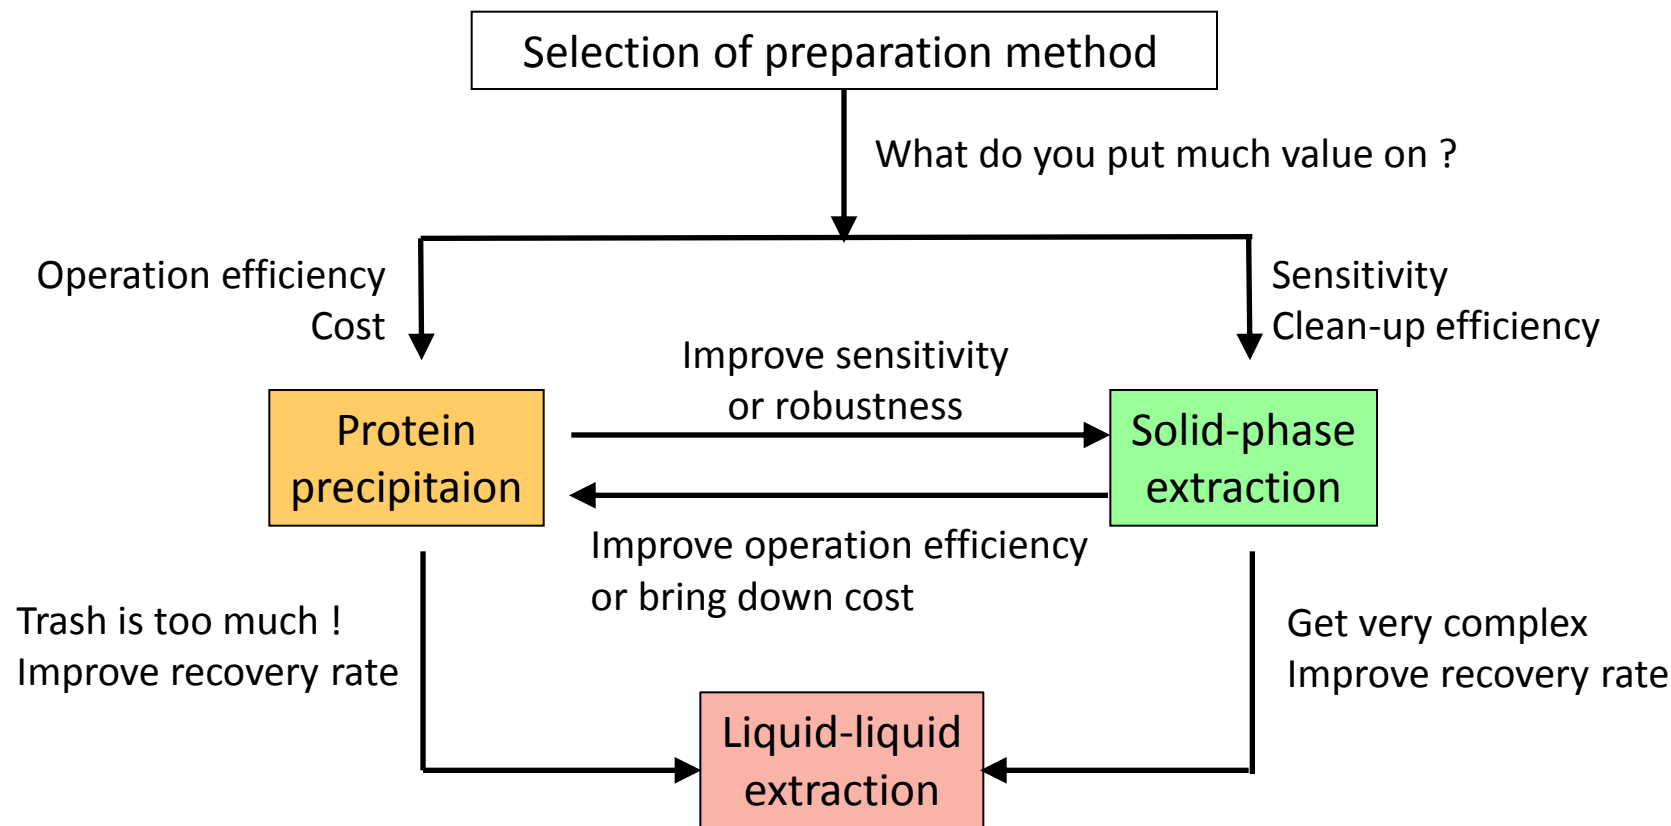 Selection of preparation method
What do you put much value on ?
Operation efficiency
Cost
Sensitivity
Clean-up efficiency
Improve sensitivity
or robustness
Protein
precipitaion
Solid-phase
extraction
Improve operation efficiency
or bring down cost
Trash is too much !
Improve recovery rate
Get very complex
Improve recovery rate
Liquid-liquid
extraction